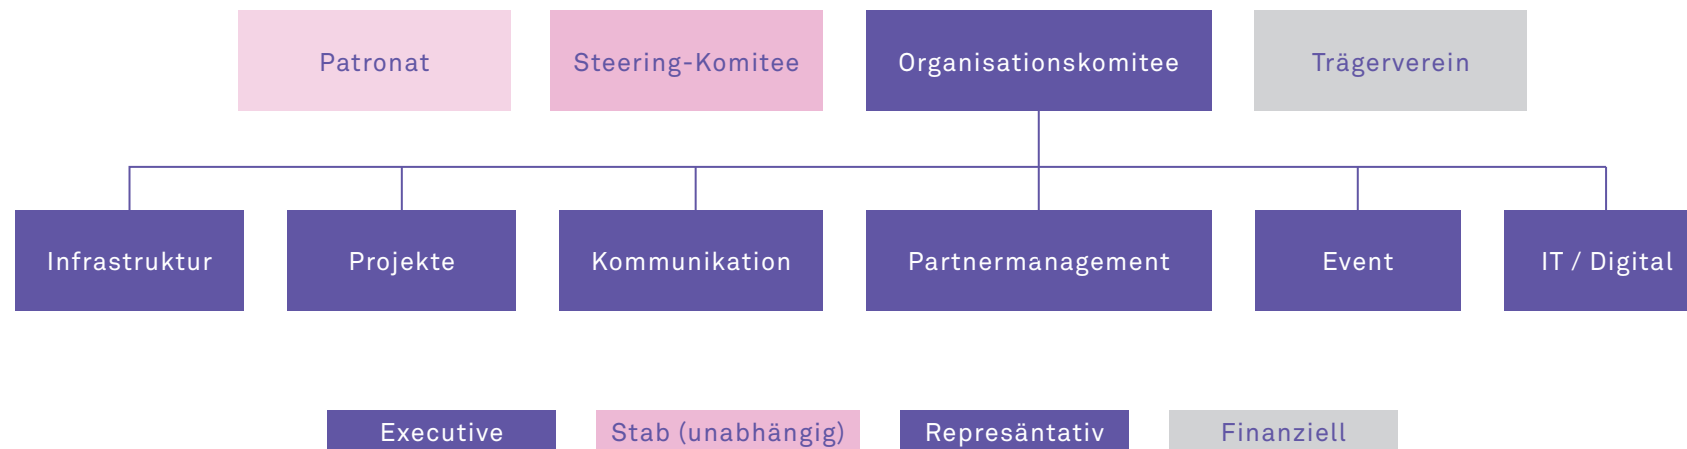 Patronat
Steering-Komitee
Organisationskomitee
Trägerverein
Infrastruktur
Projekte
Kommunikation
Partnermanagement
Event
IT / Digital
Executive
Stab (unabhängig)
Represäntativ
Finanziell